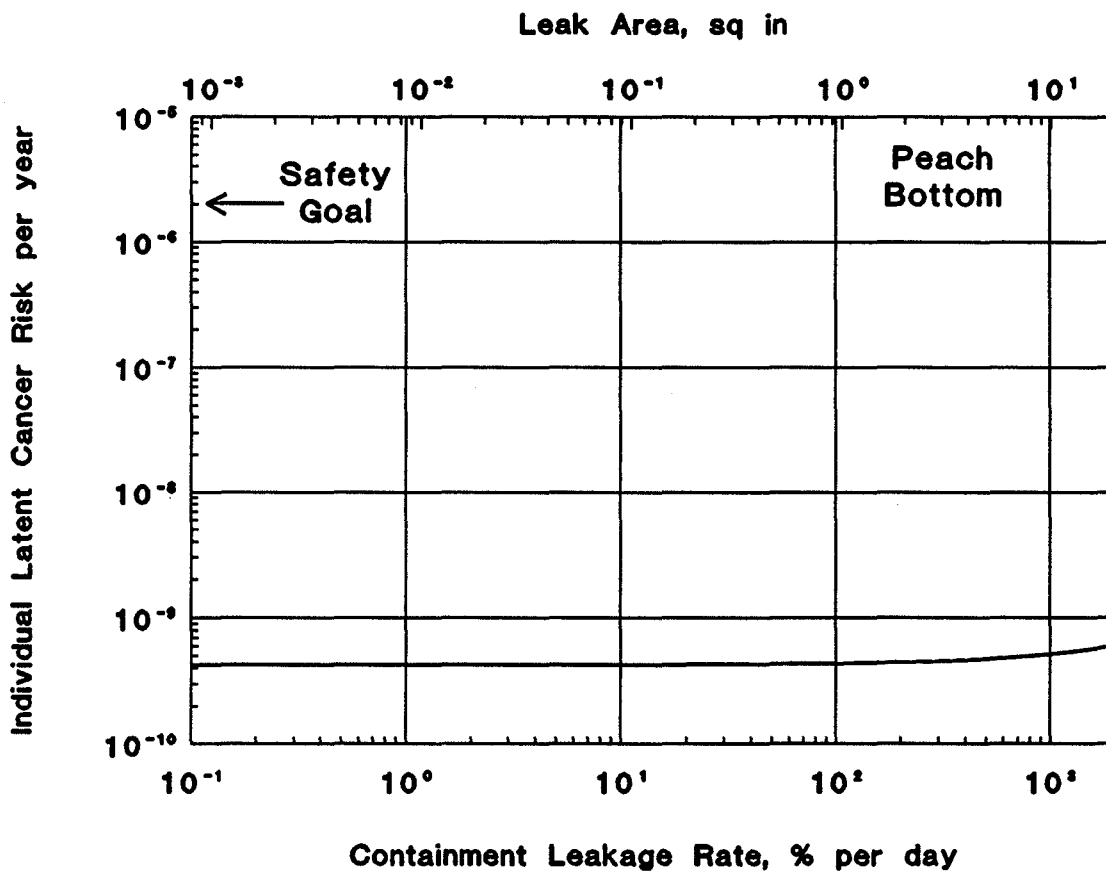 Leak Area, sq in
10⁻³ 10⁻² 10⁻¹ 10⁰ 10¹
Individual Latent Cancer Risk per year
10⁻⁵
10⁻⁶
10⁻⁷
10⁻⁸
10⁻⁹
10⁻¹⁰
Safety
Goal
Peach
Bottom
10⁻¹ 10⁰ 10¹ 10² 10³
Containment Leakage Rate, % per day